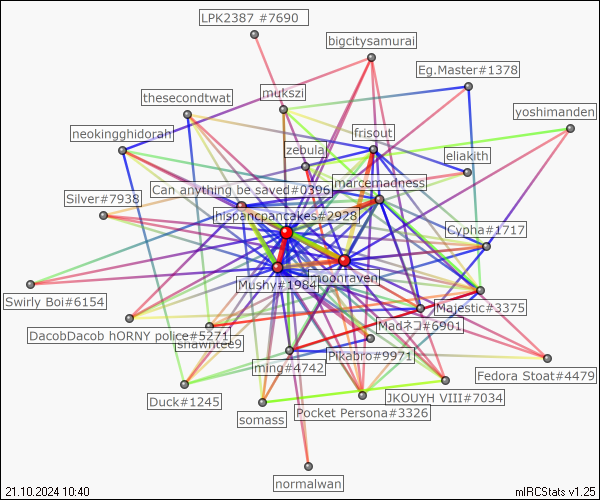 LPK2387 #7690
bigcitysamurai
Eg.Master#1378
mukszi
thesecondtwat
yoshimanden
neokingghidorah
frisout
zebula
eliakith
Can anything be saved#0396
marcemadness
Silver#7938
hispancpancakes#2928
Cypha#1717
Mushy#1984
moonraven
Swirly Boi#6154
Majestic#3375
MadネコJ#6901
DacobDacob hORNY police#5271
shawntee9
Pikabro#9971
ming#4742
Fedora Stoat#4479
JKOUYH VIII#7034
Duck#1245
Pocket Persona#3326
somass
normalwan
21.10.2024 10:40
mIRCStats v1.25